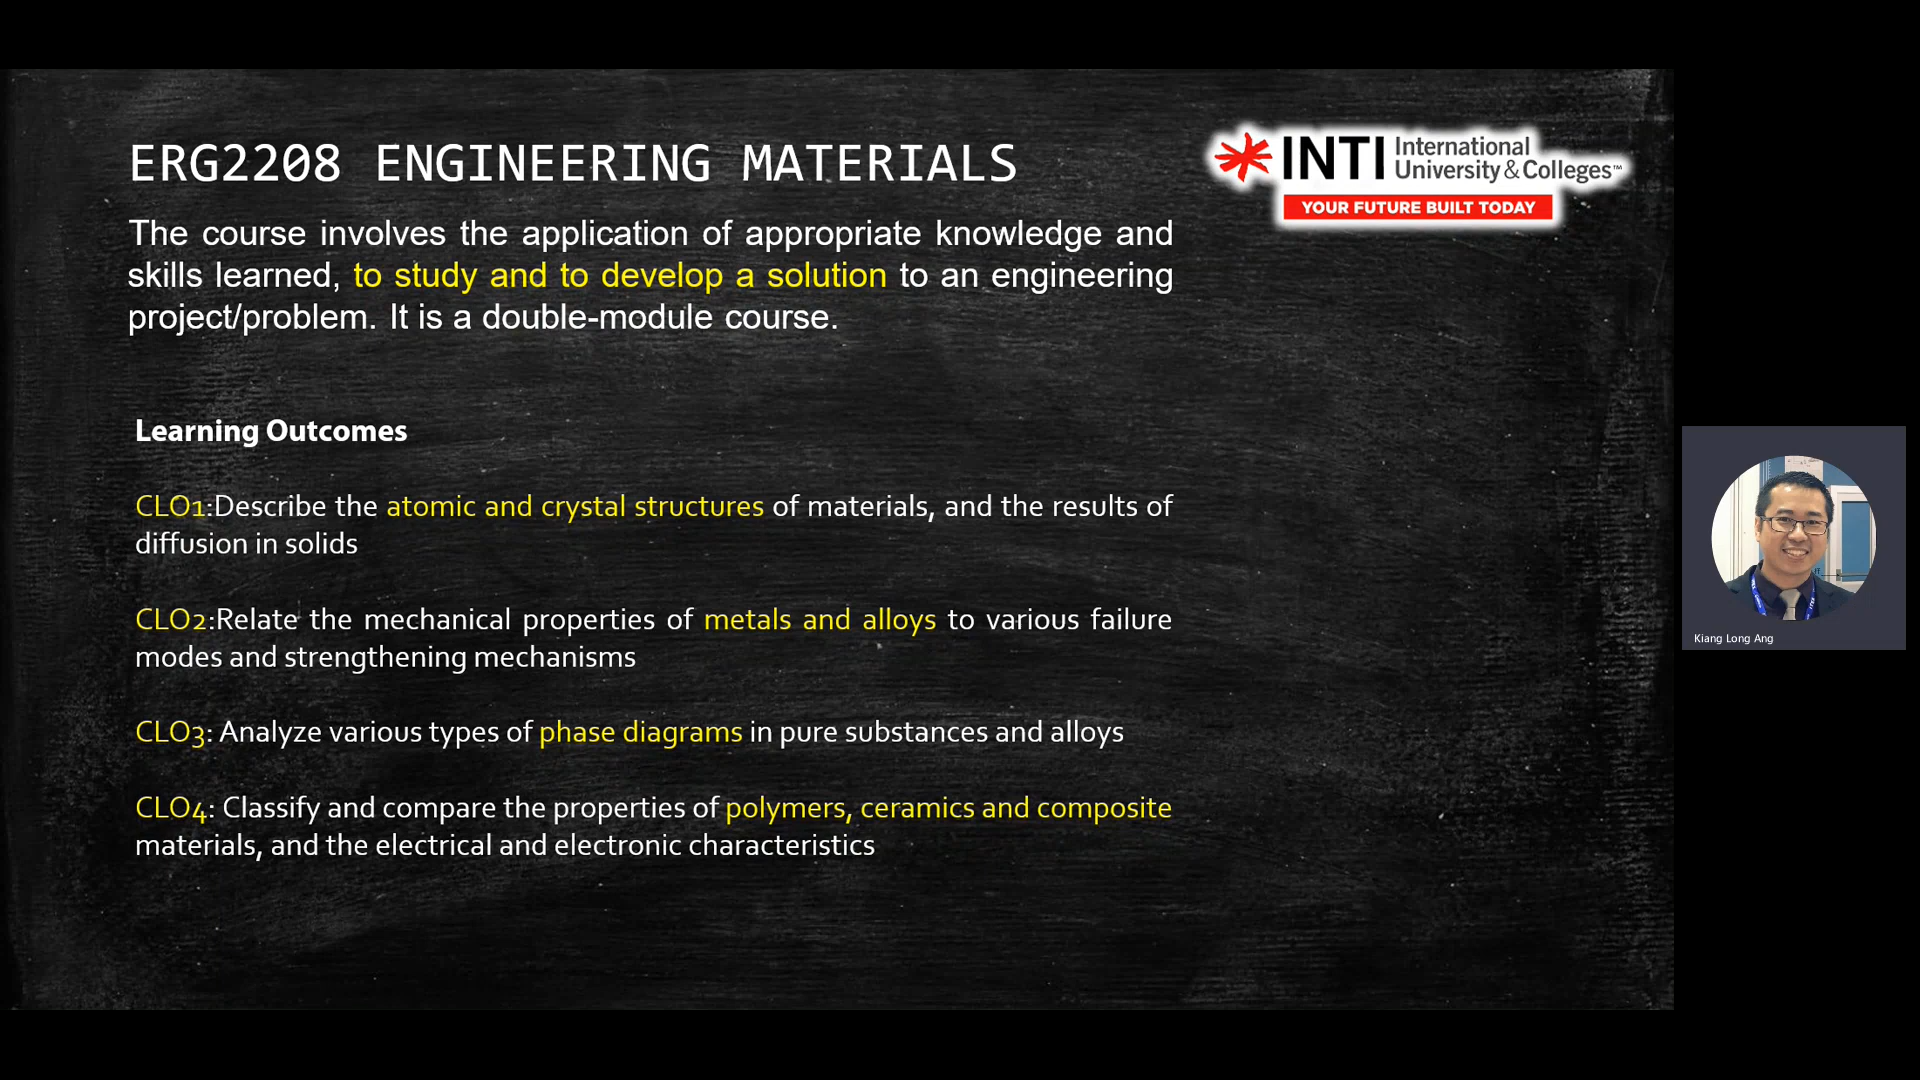 ERG2208 ENGINEERING MATERIALS
INTI International
University & Colleges™
YOUR FUTURE BUILT TODAY
The course involves the application of appropriate knowledge and
skills learned, to study and to develop a solution to an engineering
project/problem. It is a double-module course.
Learning Outcomes
CLO1:Describe the atomic and crystal structures of materials, and the results of
diffusion in solids
CLO2:Relate the mechanical properties of metals and alloys to various failure
modes and strengthening mechanisms
CLO3: Analyze various types of phase diagrams in pure substances and alloys
CLO4: Classify and compare the properties of polymers, ceramics and composite
materials, and the electrical and electronic characteristics
Kiang Long Ang